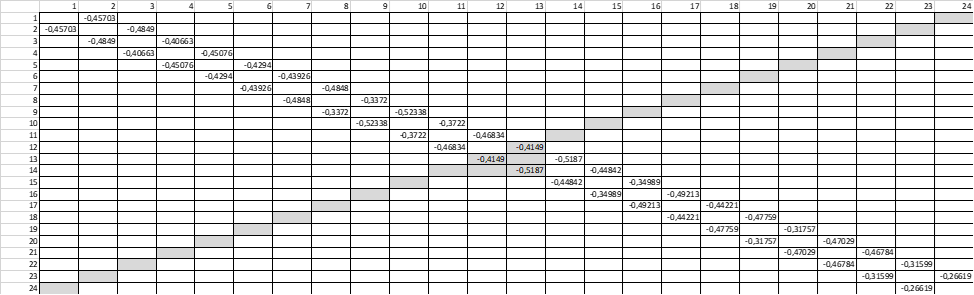 1 2 3 4 5 6 7 8 9 10 11 12 13 14 15 16 17 18 19 20 21 22 23 24
1 -0,45703
2 -0,45703 -0,4849
3 -0,4849 -0,40663
4 -0,40663 -0,45076
5 -0,45076 -0,4294
6 -0,4294 -0,43926
7 -0,43926 -0,4848
8 -0,4848 -0,3372
9 -0,3372 -0,52338
10 -0,52338 -0,3722
11 -0,3722 -0,46834
12 -0,46834 -0,4149
13 -0,4149 -0,5187
14 -0,5187 -0,44842
15 -0,44842 -0,34989
16 -0,34989 -0,49213
17 -0,49213 -0,44221
18 -0,44221 -0,47759
19 -0,47759 -0,31757
20 -0,31757 -0,47029
21 -0,47029 -0,46784
22 -0,46784 -0,31599
23 -0,31599 -0,26619
24 -0,26619